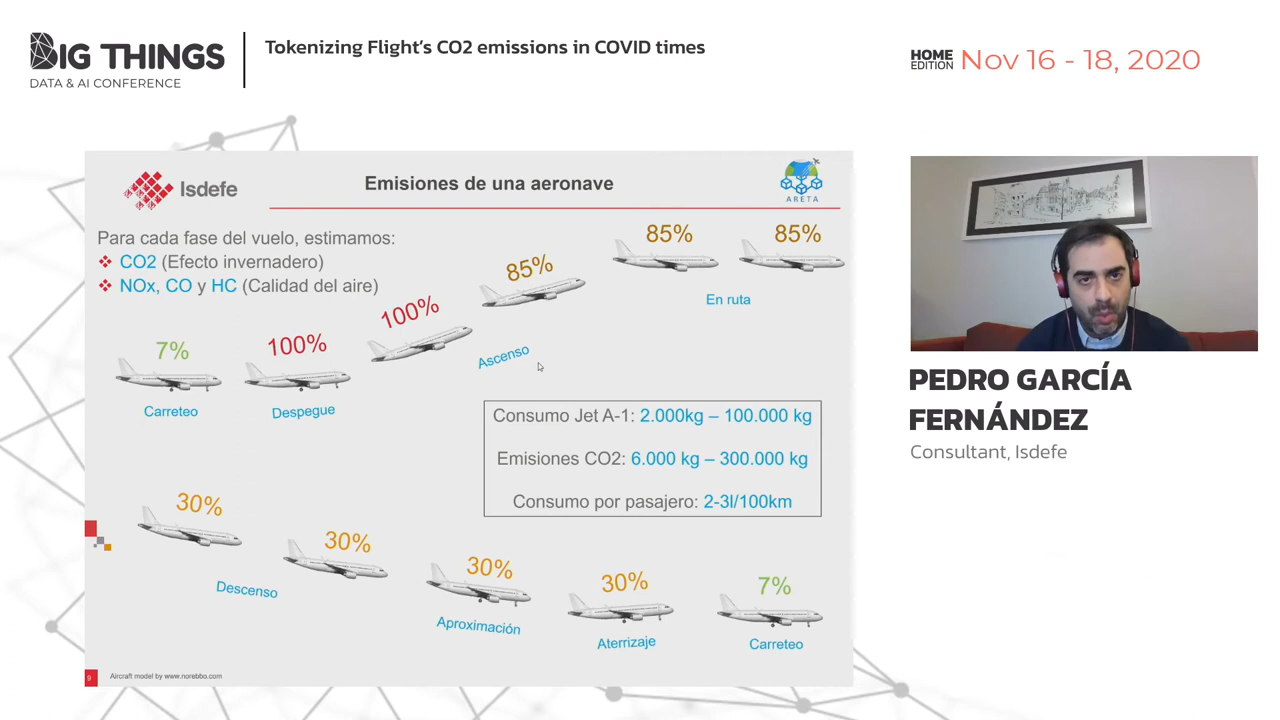 BIG THINGS
DATA & AI CONFERENCE
Tokenizing Flight's CO2 emissions in COVID times
HOME
EDITION
Nov 16 - 18, 2020
Isdefe
Emisiones de una aeronave
ARETA
Para cada fase del vuelo, estimamos:
CO2 (Efecto invernadero)
NOx, CO y HC (Calidad del aire)
7%
100%
100%
85%
85%
85%
Carreteo
Despegue
Ascenso
En ruta
Consumo Jet A-1: 2.000kg – 100.000 kg
Emisiones CO2: 6.000 kg – 300.000 kg
Consumo por pasajero: 2-3l/100km
30%
30%
30%
30%
7%
Descenso
Aproximación
Aterrizaje
Carreteo
9
Aircraft model by www.norebbo.com
PEDRO GARCÍA
FERNÁNDEZ
Consultant, Isdefe